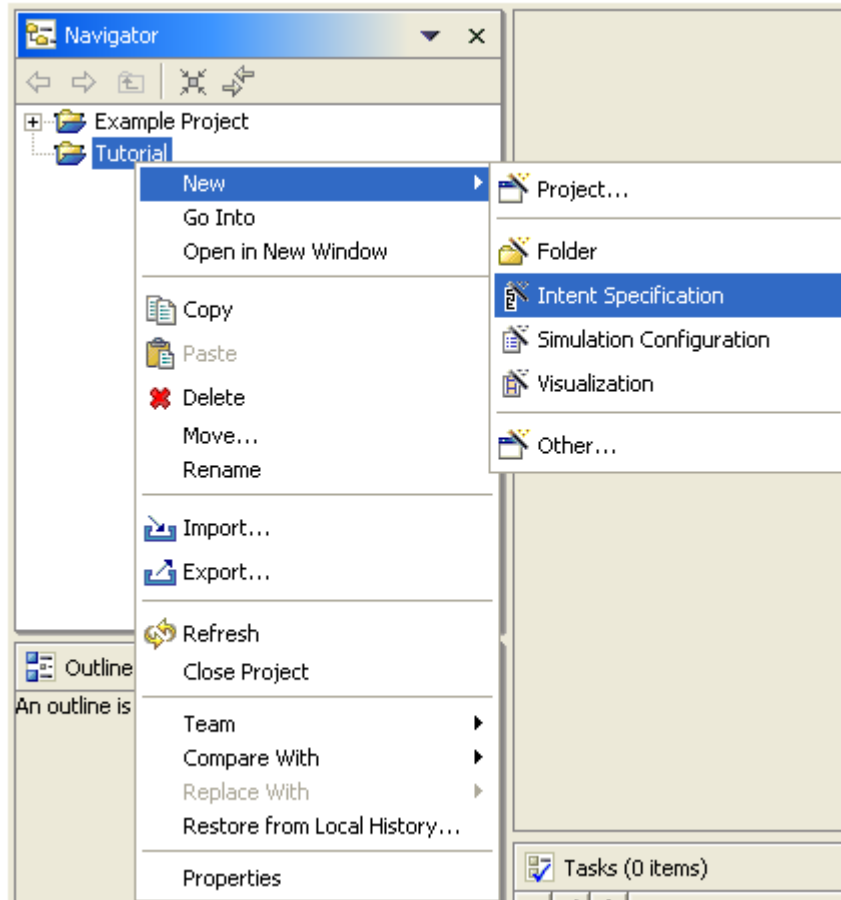 Navigator
Example Project
Tutorial
New
Go Into
Open in New Window
Copy
Paste
Delete
Move...
Rename
Import...
Export...
Refresh
Close Project
Team
Compare With
Replace With
Restore from Local History...
Properties
Project...
Folder
Intent Specification
Simulation Configuration
Visualization
Other...
Outline
An outline is
Tasks (0 items)